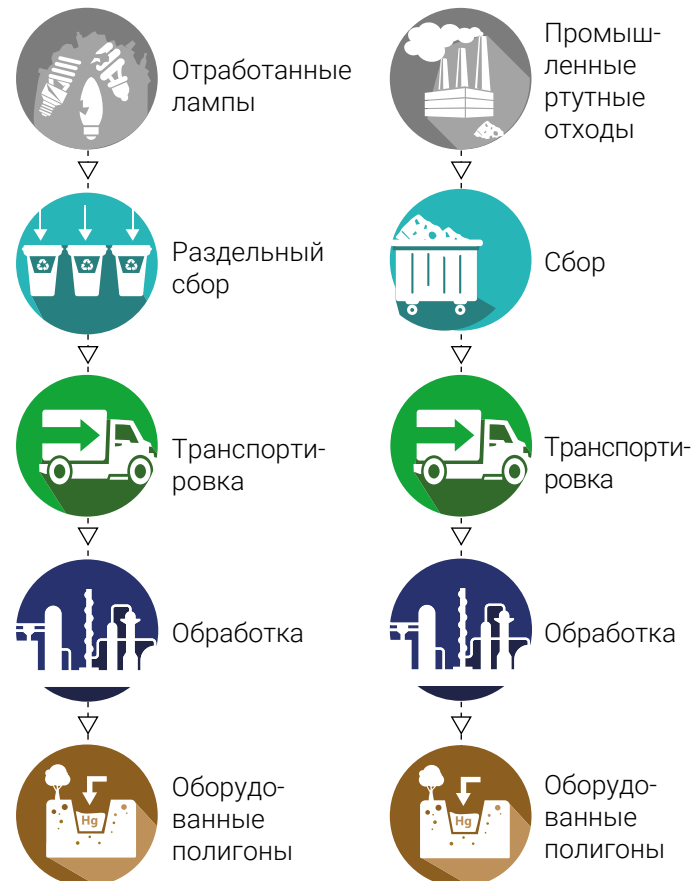 Отработанные
лампы
Промыш-
ленные
ртутные
отходы
Раздельный
сбор
Сбор
Транспорти-
ровка
Транспорти-
ровка
Обработка
Обработка
Hg
Оборудо-
ванные
полигоны
Hg
Оборудо-
ванные
полигоны